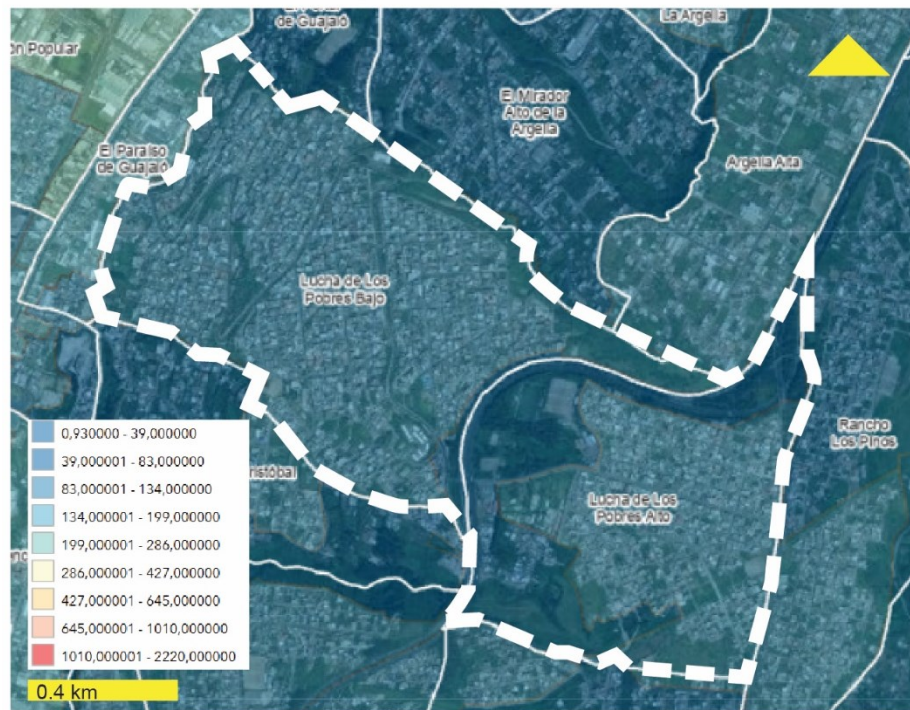 de Guajaló
La Argelia
ón Popular
El Mirador
Alto de la
Argelia
El Paraíso
de Guajaló
Argelia Alta
Lucha de Los
Pobres Bajo
Rancho
Los Pinos
ristóbal
Lucha de Los
Pobres Alto
0,930000 - 39,000000
39,000001 - 83,000000
83,000001 - 134,000000
134,000001 - 199,000000
199,000001 - 286,000000
286,000001 - 427,000000
427,000001 - 645,000000
645,000001 - 1010,000000
1010,000001 - 2220,000000
0.4 km